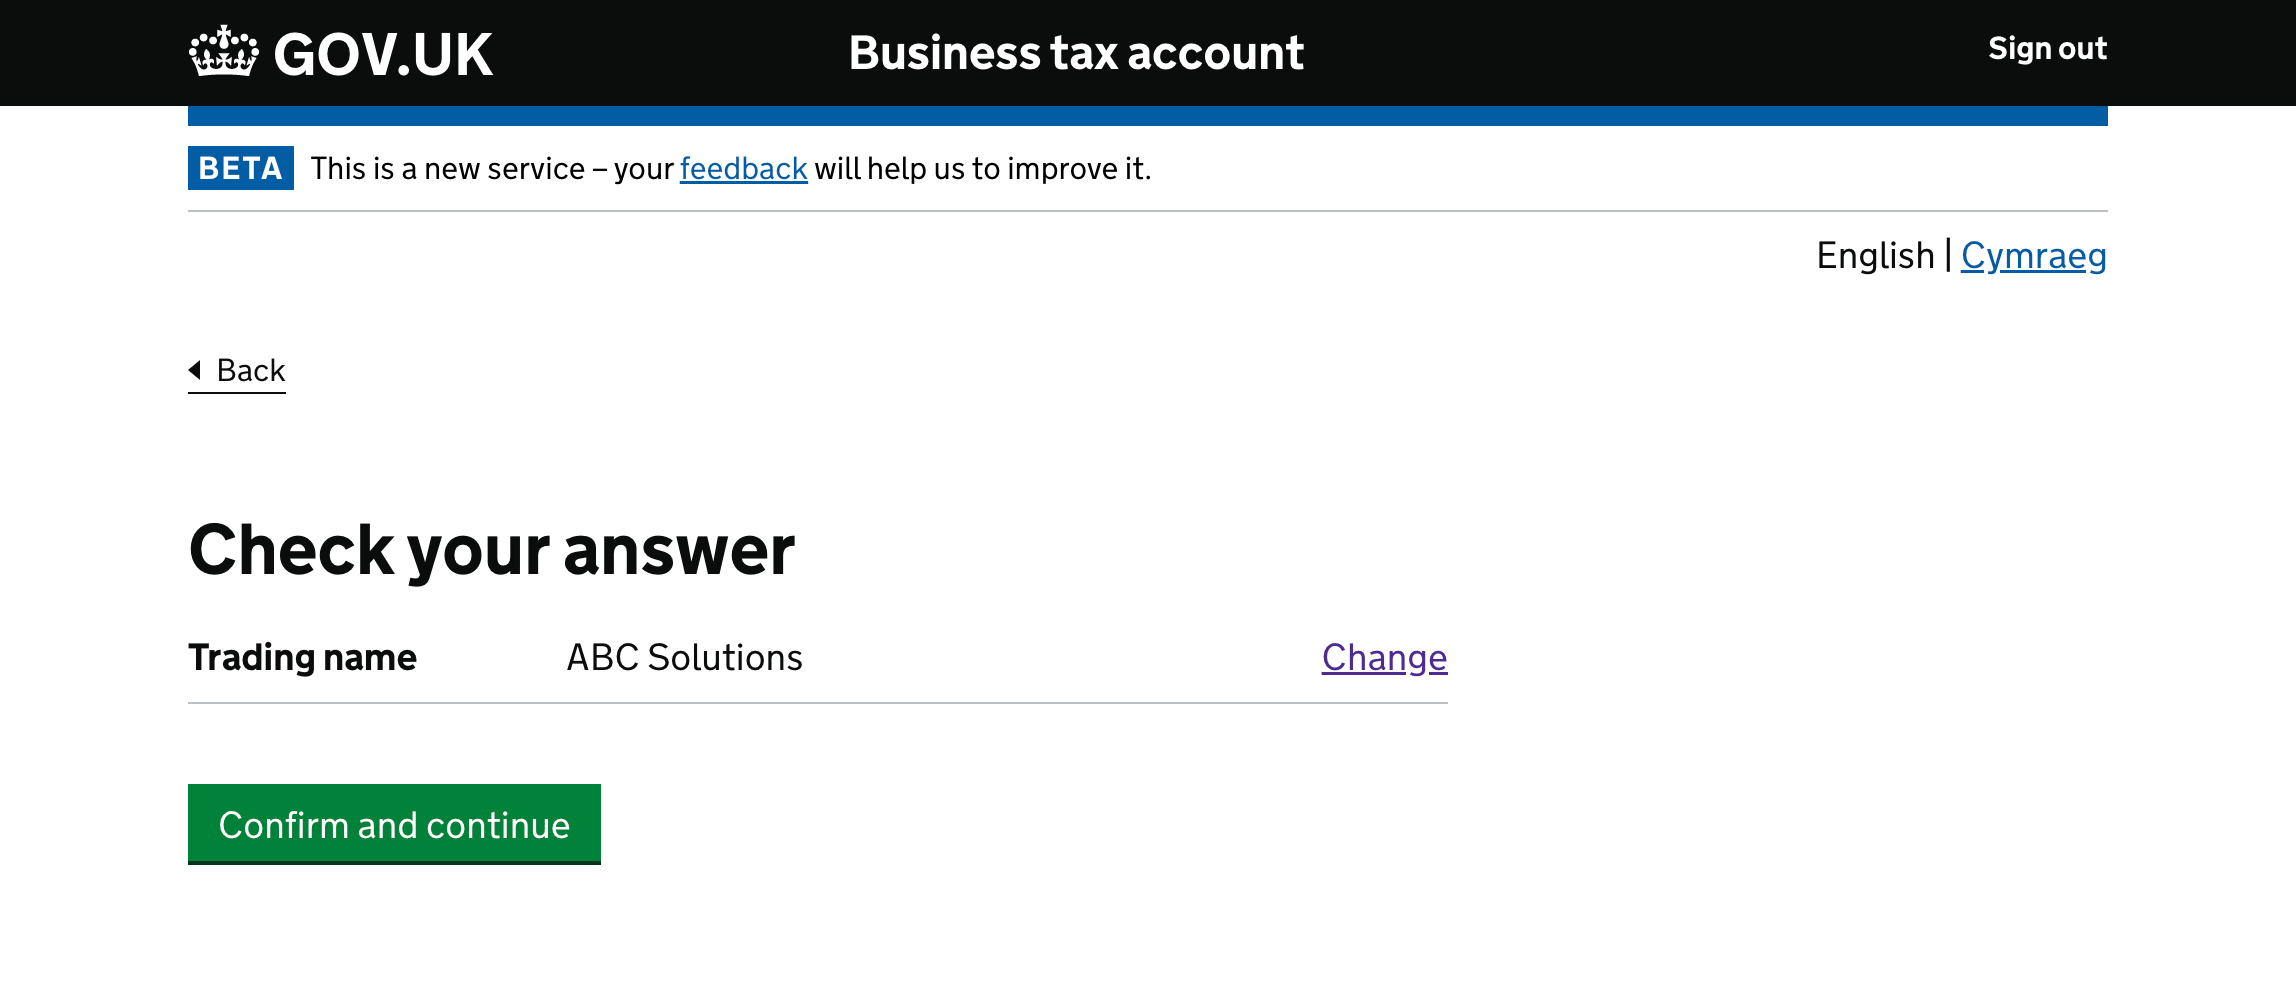 GOV.UK
Business tax account
Sign out
BETA This is a new service – your feedback will help us to improve it.
English | Cymraeg
Back
Check your answer
Trading name ABC Solutions Change
Confirm and continue